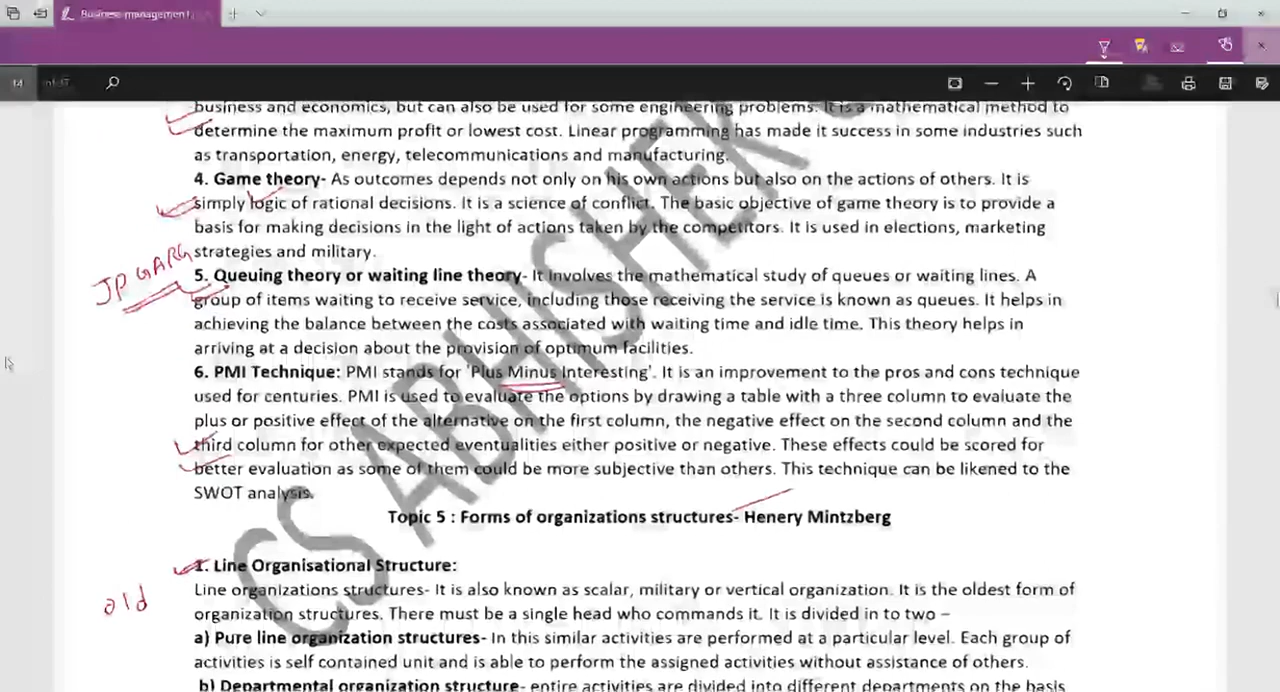 Business management
14
business and economics, but can also be used for some engineering problems. It is a mathematical method to
determine the maximum profit or lowest cost. Linear programming has made it success in some industries such
as transportation, energy, telecommunications and manufacturing.
4. Game theory- As outcomes depends not only on his own actions but also on the actions of others. It is
simply logic of rational decisions. It is a science of conflict. The basic objective of game theory is to provide a
basis for making decisions in the light of actions taken by the competitors. It is used in elections, marketing
strategies and military.
JP GARG
5. Queuing theory or waiting line theory- It involves the mathematical study of queues or waiting lines. A
group of items waiting to receive service, including those receiving the service is known as queues. It helps in
achieving the balance between the costs associated with waiting time and idle time. This theory helps in
arriving at a decision about the provision of optimum facilities.
6. PMI Technique: PMI stands for 'Plus Minus Interesting'. It is an improvement to the pros and cons technique
used for centuries. PMI is used to evaluate the options by drawing a table with a three column to evaluate the
plus or positive effect of the alternative on the first column, the negative effect on the second column and the
third column for other expected eventualities either positive or negative. These effects could be scored for
better evaluation as some of them could be more subjective than others. This technique can be likened to the
SWOT analysis.
Topic 5 : Forms of organizations structures- Henery Mintzberg
1. Line Organisational Structure:
old
Line organizations structures- It is also known as scalar, military or vertical organization. It is the oldest form of
organization structures. There must be a single head who commands it. It is divided in to two –
a) Pure line organization structures- In this similar activities are performed at a particular level. Each group of
activities is self contained unit and is able to perform the assigned activities without assistance of others.
b) Departmental organization structure- entire activities are divided into different departments on the basis
CS ABHISHEK